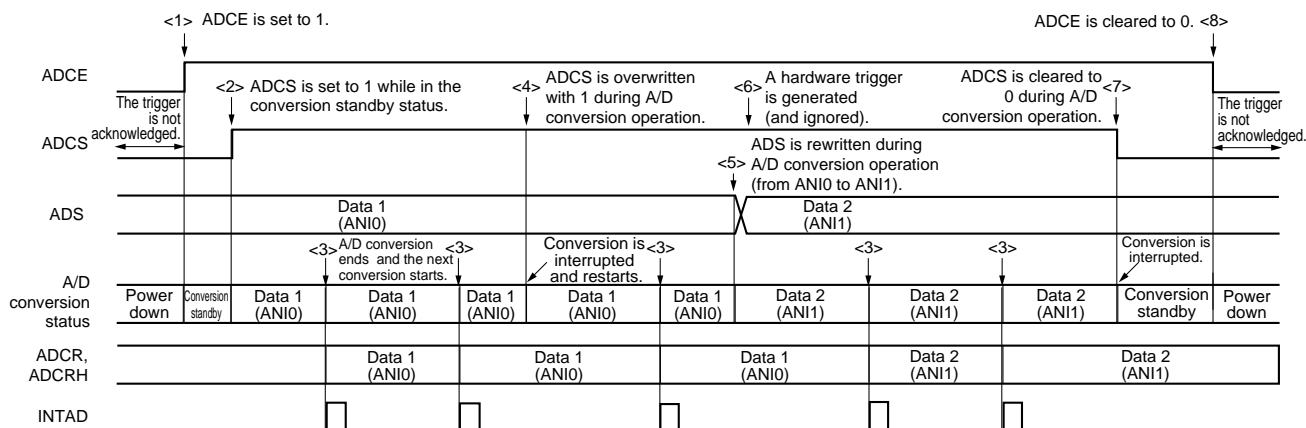 <1> ADCE is set to 1.
ADCE is cleared to 0. <8>
ADCE
The trigger
is not
acknowledged.
<2> ADCS is set to 1 while in the
conversion standby status.
<4> ADCS is overwritten
with 1 during A/D
conversion operation.
<6> A hardware trigger
is generated
(and ignored).
ADCS is cleared to <7>
0 during A/D
conversion operation.
The trigger
is not
acknowledged.
ADCS
<5> ADS is rewritten during
A/D conversion operation
(from ANI0 to ANI1).
ADS
Data 1
(ANI0)
Data 2
(ANI1)
<3> A/D conversion
ends and the next
conversion starts.
<3>
Conversion is
interrupted
and restarts.
<3>
<3>
<3>
Conversion is
interrupted.
A/D
conversion
status
Power
down
Conversion
standby
Data 1
(ANI0)
Data 1
(ANI0)
Data 1
(ANI0)
Data 1
(ANI0)
Data 1
(ANI0)
Data 2
(ANI1)
Data 2
(ANI1)
Data 2
(ANI1)
Conversion
standby
Power
down
ADCR,
ADCRH
Data 1
(ANI0)
Data 1
(ANI0)
Data 1
(ANI0)
Data 2
(ANI1)
Data 2
(ANI1)
INTAD